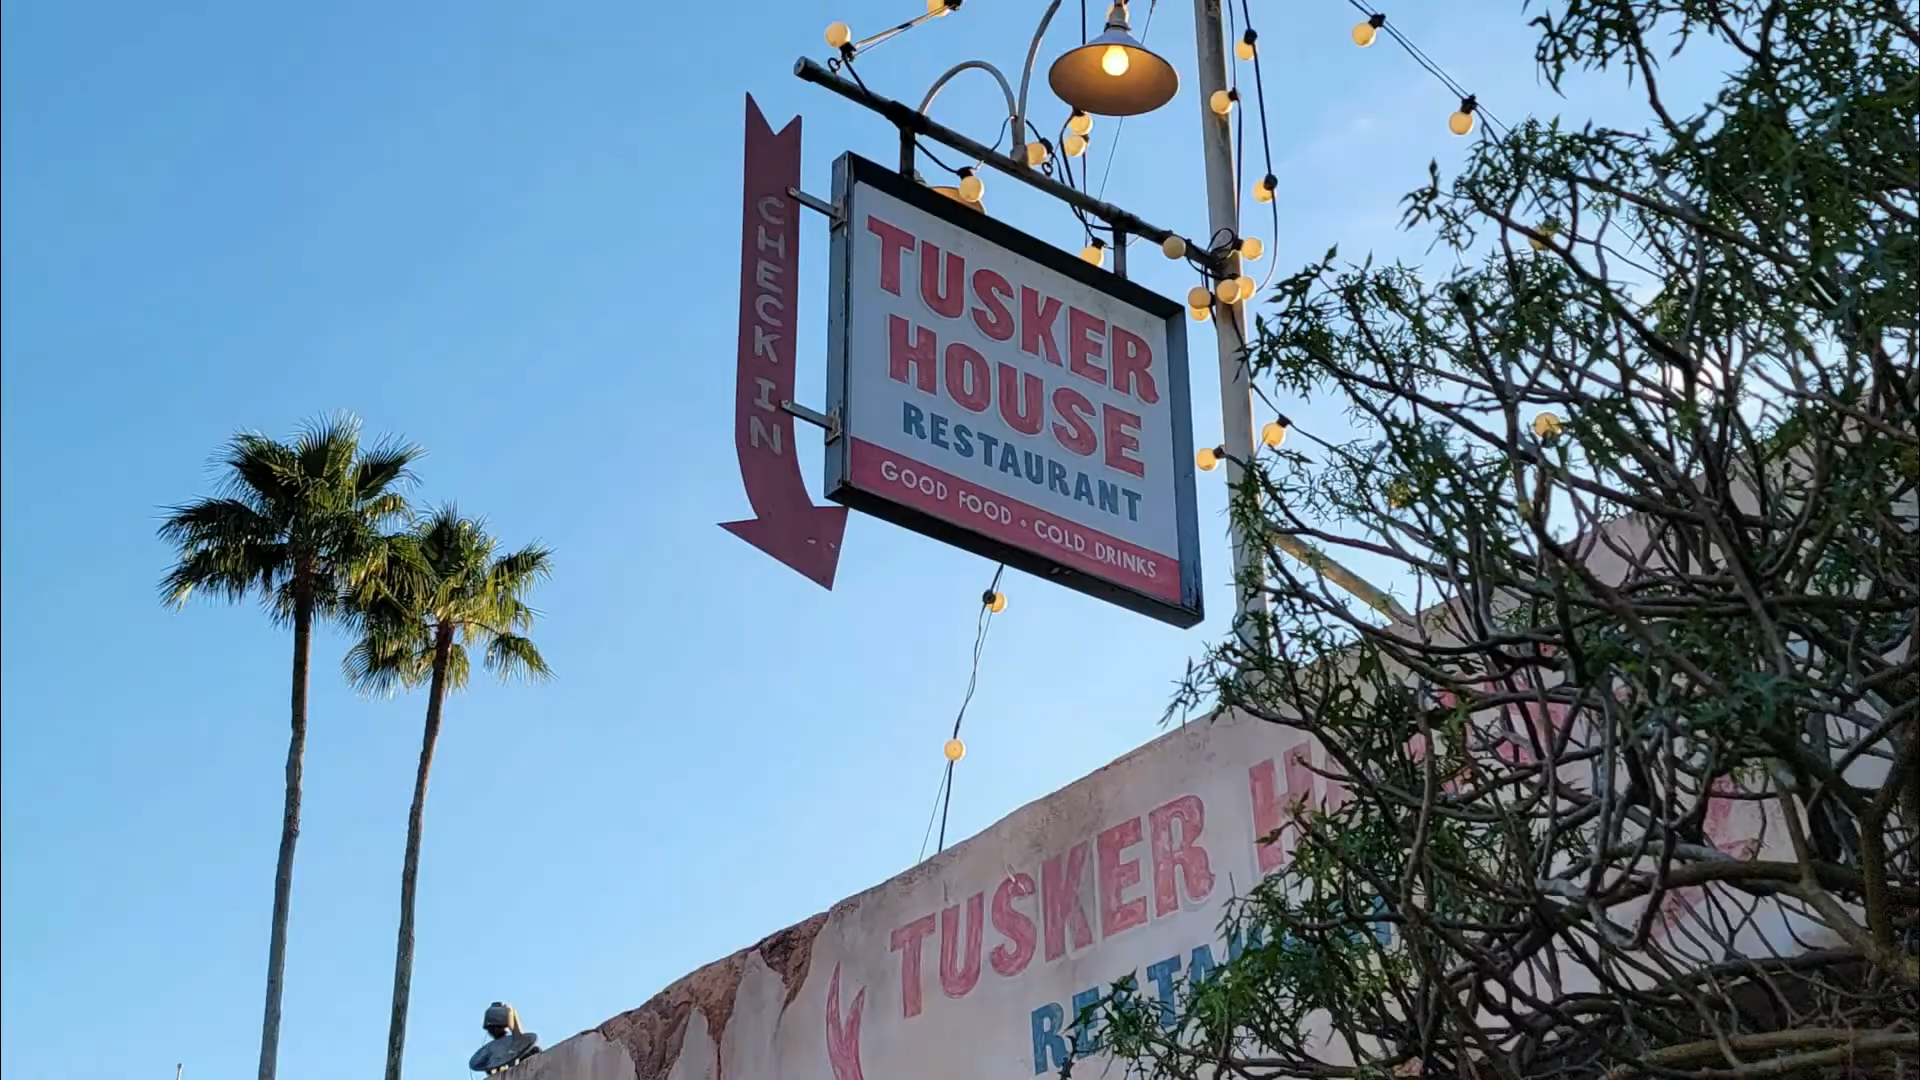 CHECK IN
TUSKER
HOUSE
RESTAURANT
GOOD FOOD • COLD DRINKS
TUSKER